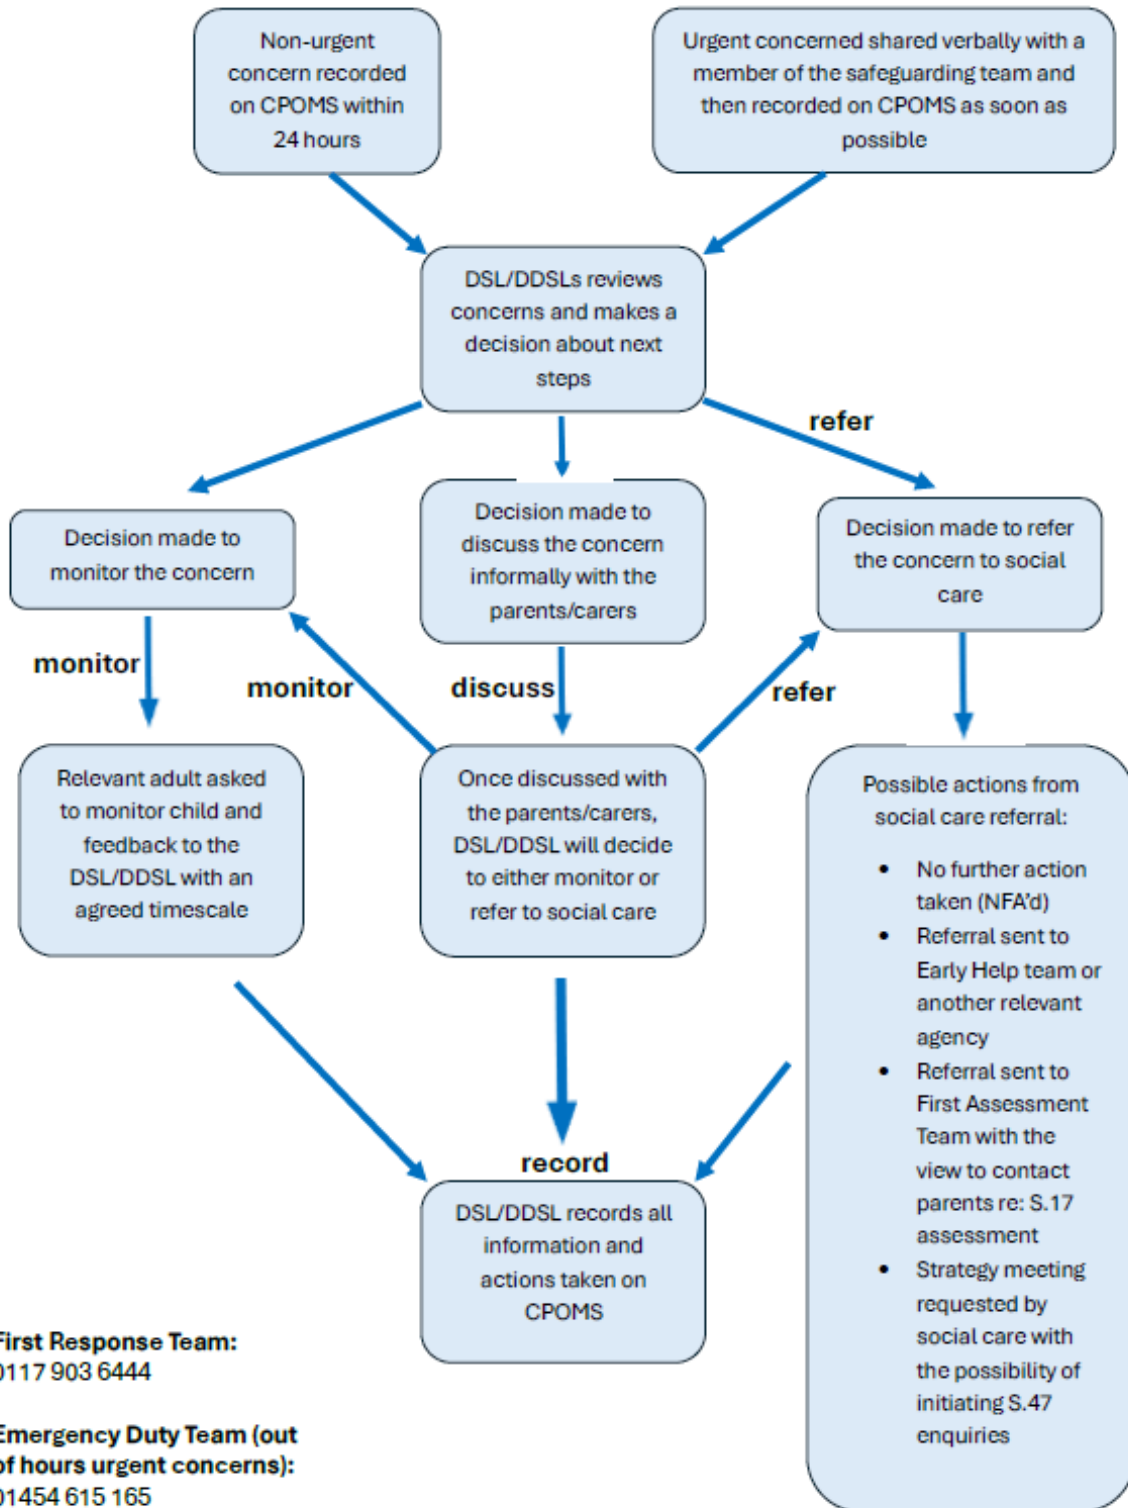 Non-urgent
concern recorded
on CPOMS within
24 hours
Urgent concerned shared verbally with a
member of the safeguarding team and
then recorded on CPOMS as soon as
possible
DSL/DDSLs reviews
concerns and makes a
decision about next
steps
refer
Decision made to
monitor the concern
Decision made to
discuss the concern
informally with the
parents/carers
Decision made to refer
the concern to social
care
monitor
monitor
discuss
refer
Relevant adult asked
to monitor child and
feedback to the
DSL/DDSL with an
agreed timescale
Once discussed with
the parents/carers,
DSL/DDSL will decide
to either monitor or
refer to social care
Possible actions from
social care referral:
• No further action
taken (NFA'd)
• Referral sent to
Early Help team or
another relevant
agency
• Referral sent to
First Assessment
Team with the
view to contact
parents re: S.17
assessment
• Strategy meeting
requested by
social care with
the possibility of
initiating S.47
enquiries
record
DSL/DDSL records all
information and
actions taken on
CPOMS
First Response Team:
0117 903 6444
Emergency Duty Team (out
of hours urgent concerns):
01454 615 165